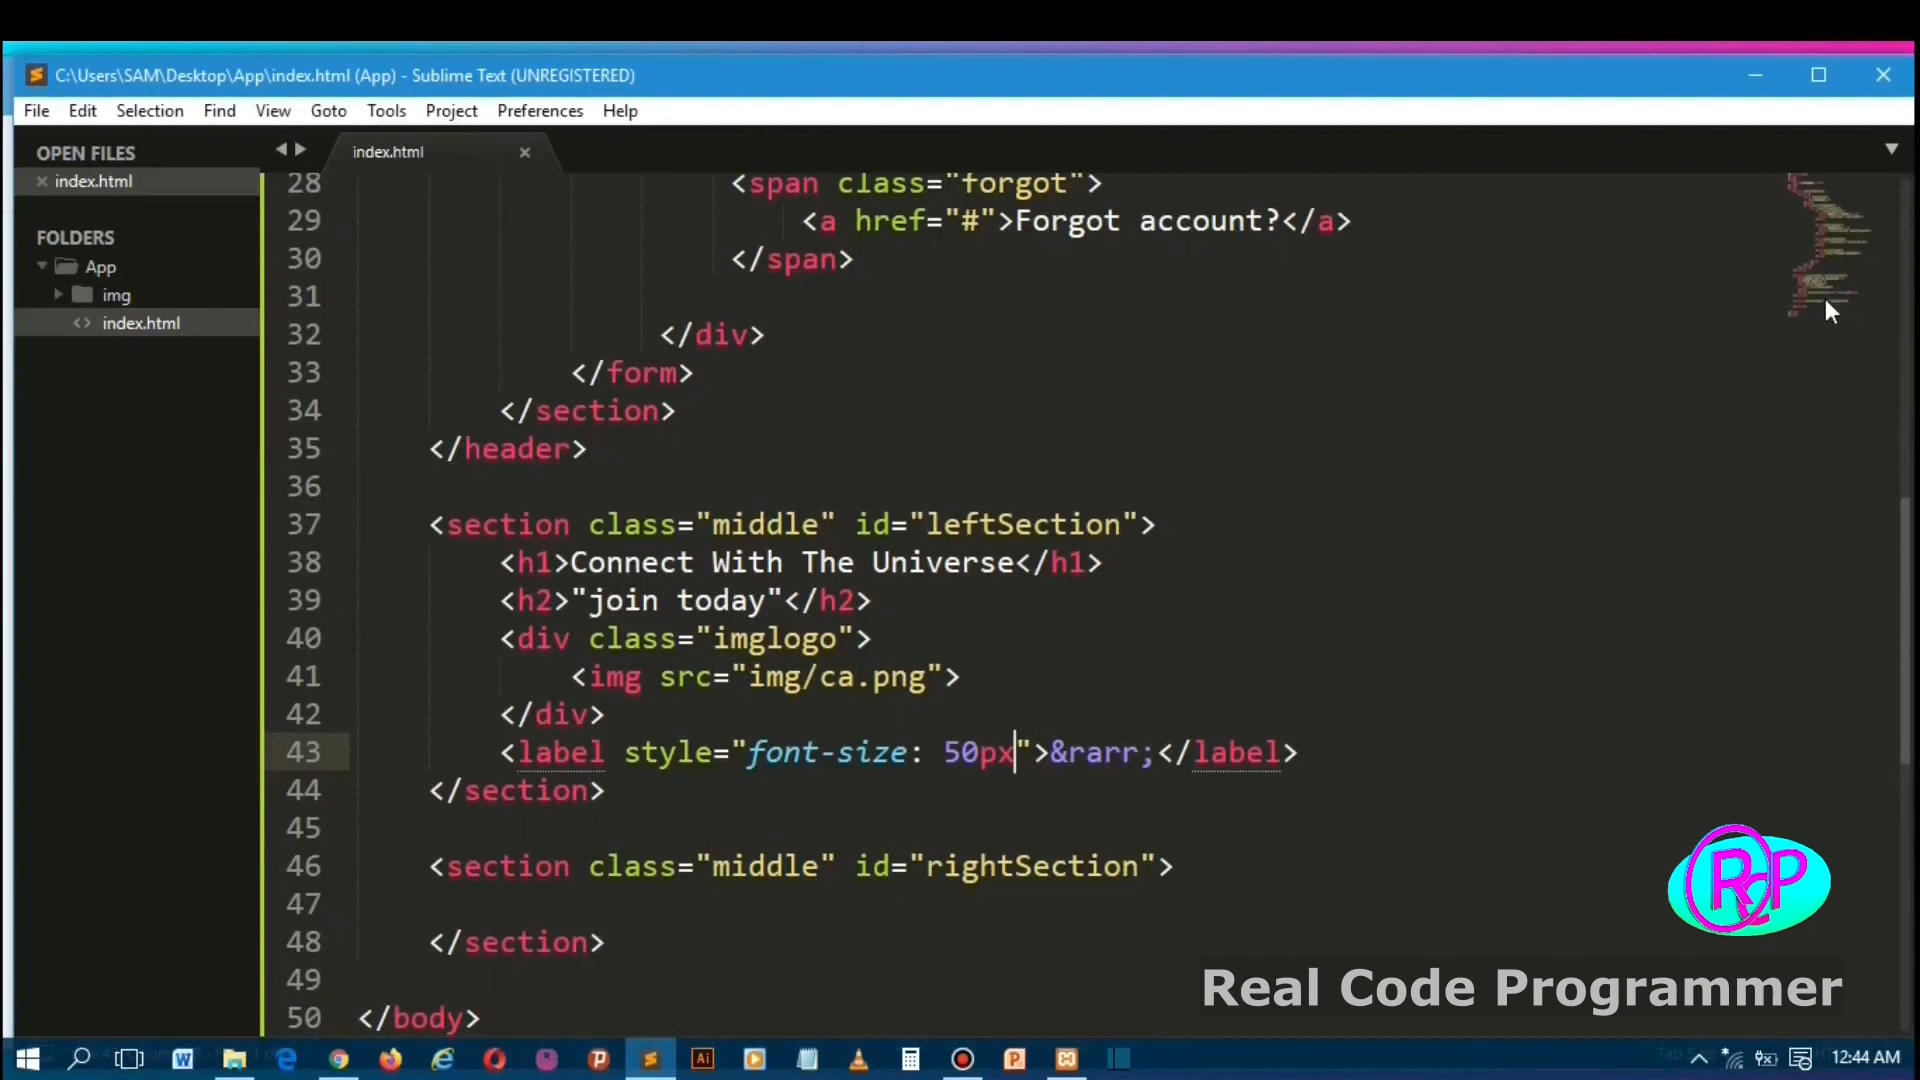 C:\Users\SAM\Desktop\App\index.html (App) - Sublime Text (UNREGISTERED)
File Edit Selection Find View Goto Tools Project Preferences Help
OPEN FILES
index.html
FOLDERS
App
img
index.html
index.html
28 <span class="forgot">
29 <a href="#">Forgot account?</a>
30 </span>
31
32 </div>
33 </form>
34 </section>
35 </header>
36
37 <section class="middle" id="leftSection">
38 <h1>Connect With The Universe</h1>
39 <h2>"join today"</h2>
40 <div class="imglogo">
41 <img src="img/ca.png">
42 </div>
43 <label style="font-size: 50px">&rarr;</label>
44 </section>
45
46 <section class="middle" id="rightSection">
47
48 </section>
49
50 </body>
RCP
Real Code Programmer
12:44 AM